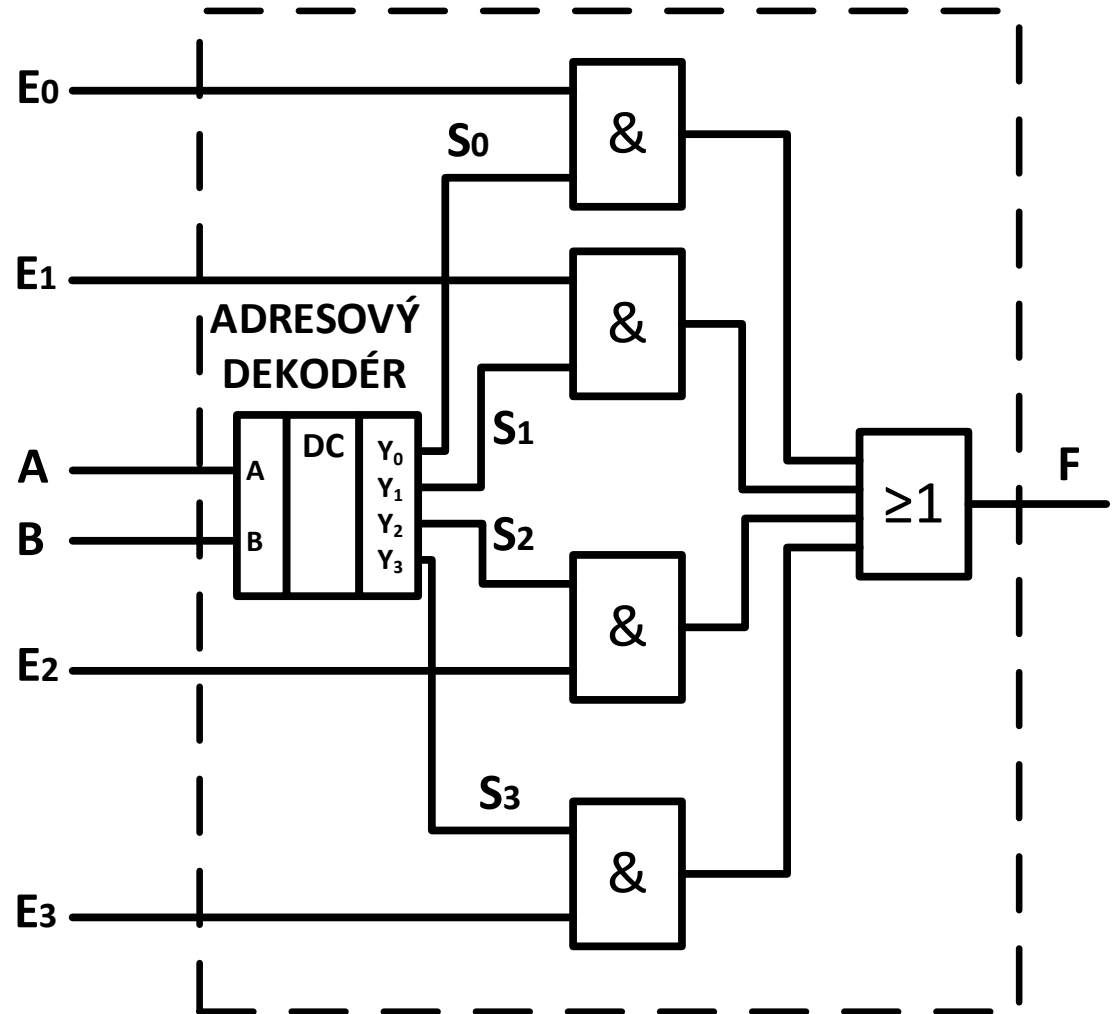 E0
&
S0
E1
&
ADRESOVÝ
DEKODÉR
S1
A
A
DC
Y0
Y1
Y2
Y3
B
B
S2
≥1
F
&
E2
S3
&
E3